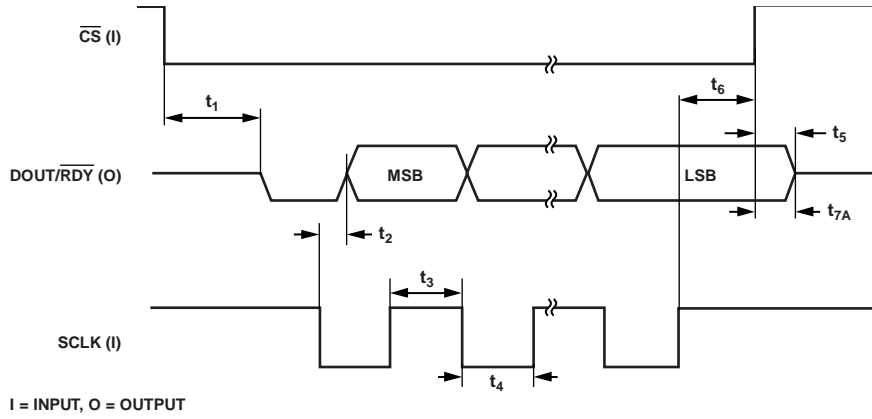 CS (I)
t6
t1
t5
DOUT/RDY (O)
MSB
LSB
t7A
t2
t3
SCLK (I)
t4
I = INPUT, O = OUTPUT